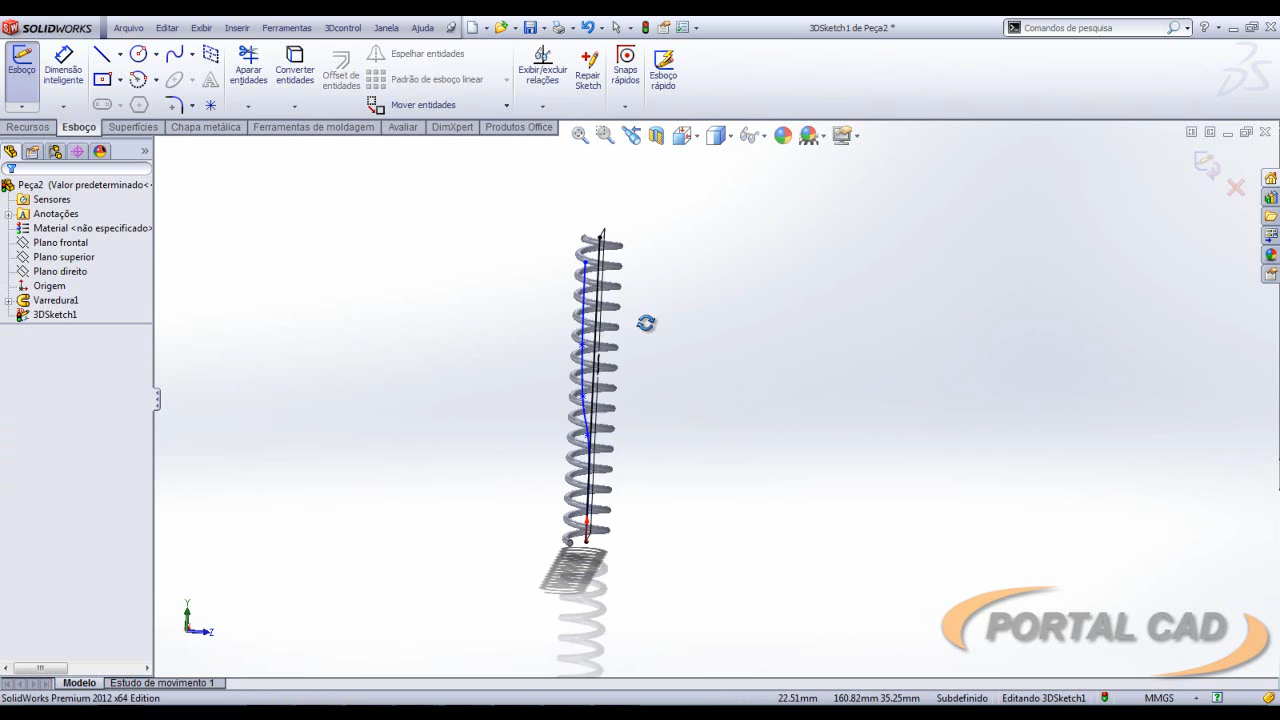 SOLIDWORKS Arquivo Editar Exibir Inserir Ferramentas 3Dcontrol Janela Ajuda 3DSketch1 de Peça2 * Comandos de pesquisa
Esboço
Dimensão inteligente
Aparar entidades
Converter entidades
Offset de entidades
Espelhar entidades
Padrão de esboço linear
Mover entidades
Exibir/excluir relações
Repair Sketch
Snaps rápidos
Esboço rápido
Recursos Esboço Superfícies Chapa metálica Ferramentas de moldagem Avaliar DimXpert Produtos Office
Peça2 (Valor predeterminado<
Sensores
Anotações
Material <não especificado>
Plano frontal
Plano superior
Plano direito
Origem
Varredura1
3DSketch1
Y
Z
PORTAL CAD
Modelo Estudo de movimento 1
SolidWorks Premium 2012 x64 Edition 22.51mm 160.82mm 35.25mm Subdefinido Editando 3DSketch1 MMGS